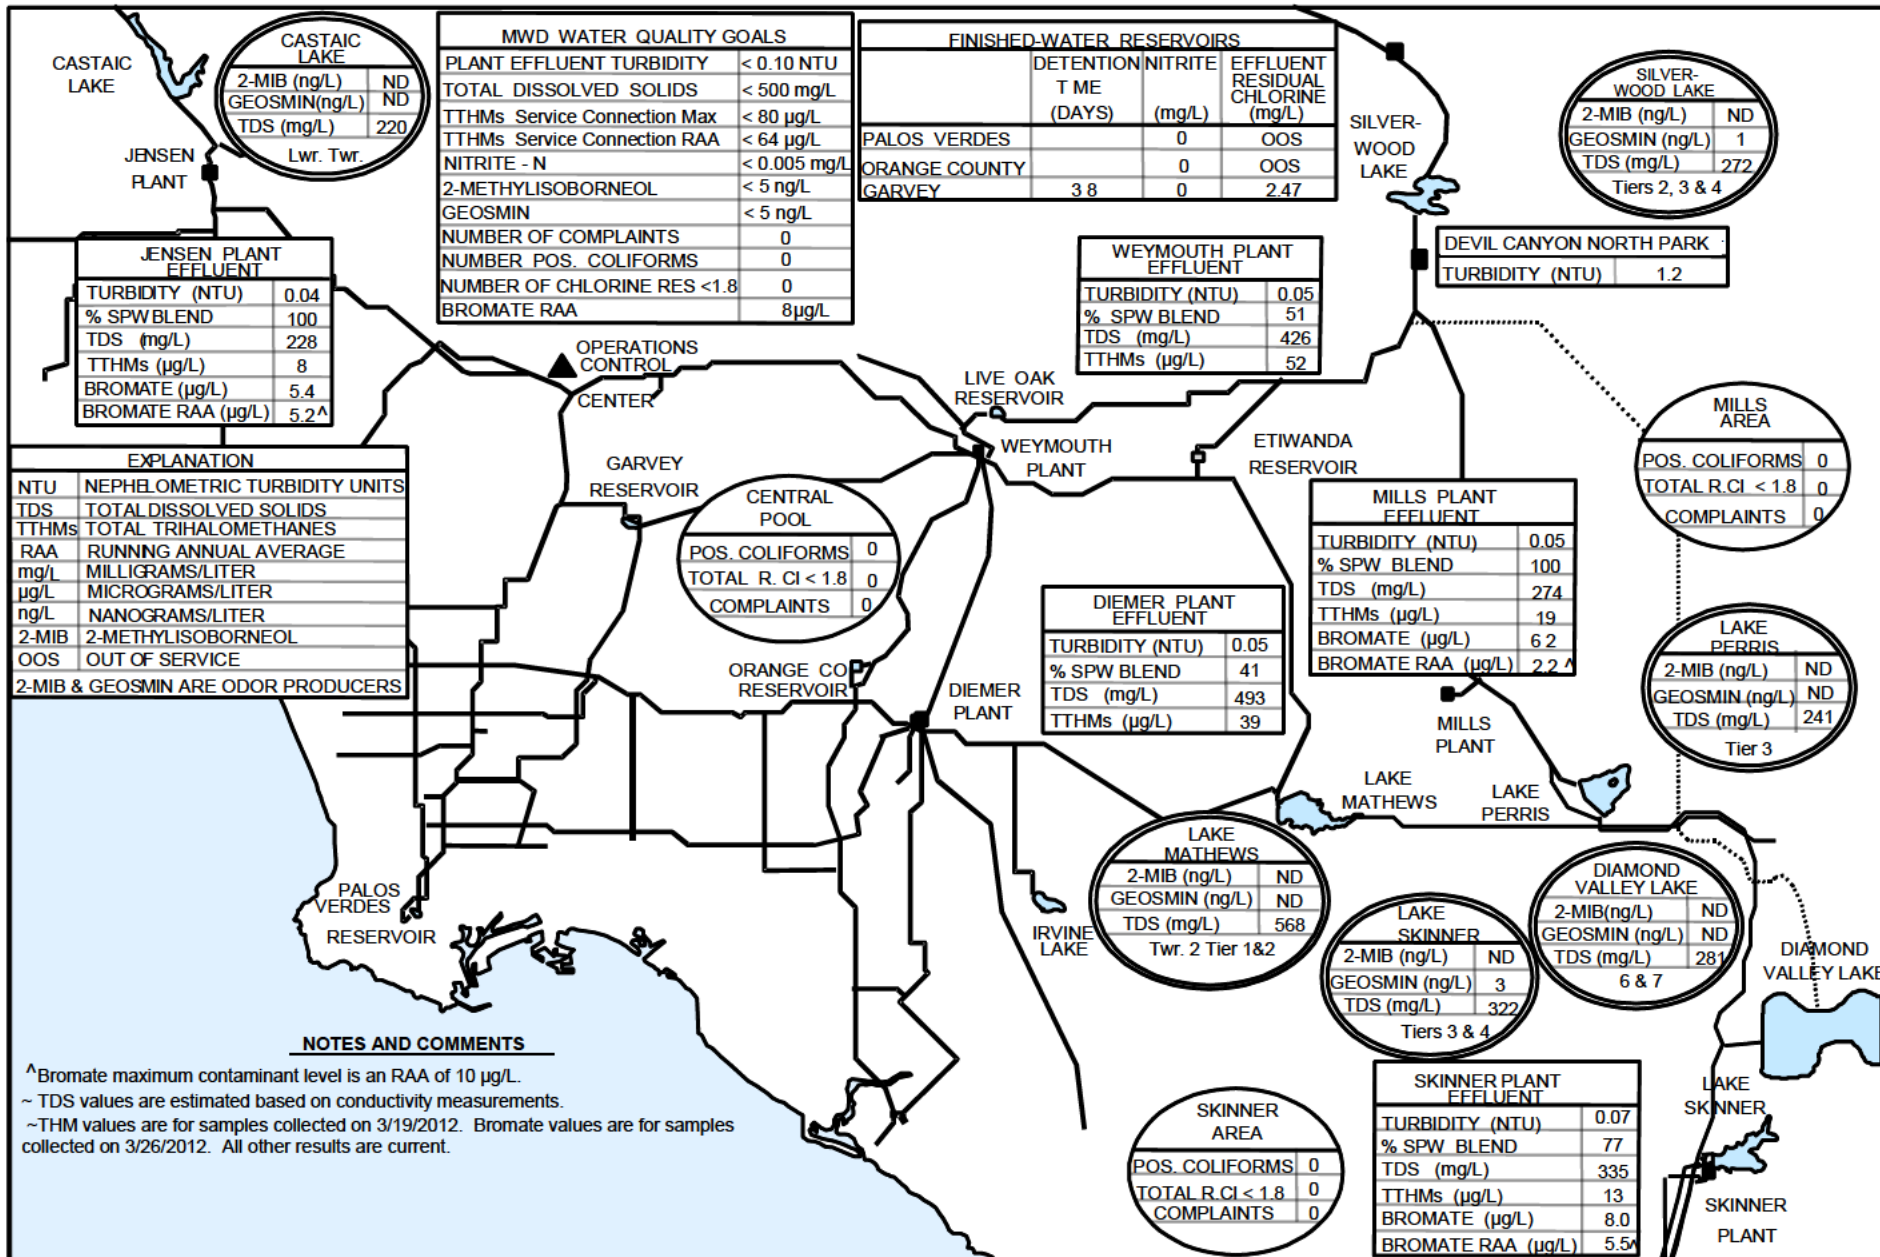 CASTAIC
LAKE
CASTAIC
LAKE
2-MIB (ng/L) ND
GEOSMIN(ng/L) ND
TDS (mg/L) 220
Lwr. Twr.
MWD WATER QUALITY GOALS
PLANT EFFLUENT TURBIDITY < 0.10 NTU
TOTAL DISSOLVED SOLIDS < 500 mg/L
TTHMs Service Connection Max < 80 µg/L
TTHMs Service Connection RAA < 64 µg/L
NITRITE - N < 0.005 mg/L
2-METHYLISOBORNEOL < 5 ng/L
GEOSMIN < 5 ng/L
NUMBER OF COMPLAINTS 0
NUMBER POS. COLIFORMS 0
NUMBER OF CHLORINE RES <1.8 0
BROMATE RAA 8µg/L
FINISHED-WATER RESERVOIRS
DETENTION NITRITE EFFLUENT
T ME RESIDUAL
CHLORINE
(DAYS) (mg/L) (mg/L)
PALOS VERDES 0 OOS
ORANGE COUNTY 0 OOS
GARVEY 3 8 0 2.47
SILVER-
WOOD
LAKE
SILVER-
WOOD LAKE
2-MIB (ng/L) ND
GEOSMIN (ng/L) 1
TDS (mg/L) 272
Tiers 2, 3 & 4
JENSEN
PLANT
JENSEN PLANT
EFFLUENT
TURBIDITY (NTU) 0.04
% SPW BLEND 100
TDS (mg/L) 228
TTHMs (µg/L) 8
BROMATE (µg/L) 5.4
BROMATE RAA (µg/L) 5.2^
WEYMOUTH PLANT
EFFLUENT
TURBIDITY (NTU) 0.05
% SPW BLEND 51
TDS (mg/L) 426
TTHMs (µg/L) 52
DEVIL CANYON NORTH PARK
TURBIDITY (NTU) 1.2
OPERATIONS
CONTROL
CENTER
LIVE OAK
RESERVOIR
WEYMOUTH
PLANT
ETIWANDA
RESERVOIR
MILLS
AREA
POS. COLIFORMS 0
TOTAL R.Cl < 1.8 0
COMPLAINTS 0
EXPLANATION
NTU NEPHELOMETRIC TURBIDITY UNITS
TDS TOTAL DISSOLVED SOLIDS
TTHMs TOTAL TRIHALOMETHANES
RAA RUNNING ANNUAL AVERAGE
mg/L MILLIGRAMS/LITER
µg/L MICROGRAMS/LITER
ng/L NANOGRAMS/LITER
2-MIB 2-METHYLISOBORNEOL
OOS OUT OF SERVICE
2-MIB & GEOSMIN ARE ODOR PRODUCERS
GARVEY
RESERVOIR
CENTRAL
POOL
POS. COLIFORMS 0
TOTAL R. Cl < 1.8 0
COMPLAINTS 0
MILLS PLANT
EFFLUENT
TURBIDITY (NTU) 0.05
% SPW BLEND 100
TDS (mg/L) 274
TTHMs (µg/L) 19
BROMATE (µg/L) 6 2
BROMATE RAA (µg/L) 2.2 ^
DIEMER PLANT
EFFLUENT
TURBIDITY (NTU) 0.05
% SPW BLEND 41
TDS (mg/L) 493
TTHMs (µg/L) 39
LAKE
PERRIS
2-MIB (ng/L) ND
GEOSMIN (ng/L) ND
TDS (mg/L) 241
Tier 3
ORANGE CO
RESERVOIR
DIEMER
PLANT
MILLS
PLANT
LAKE
MATHEWS
LAKE
PERRIS
LAKE
MATHEWS
2-MIB (ng/L) ND
GEOSMIN (ng/L) ND
TDS (mg/L) 568
Twr. 2 Tier 1&2
DIAMOND
VALLEY LAKE
2-MIB(ng/L) ND
GEOSMIN (ng/L) ND
TDS (mg/L) 281
6 & 7
LAKE
SKINNER
2-MIB (ng/L) ND
GEOSMIN (ng/L) 3
TDS (mg/L) 322
Tiers 3 & 4
PALOS
VERDES
RESERVOIR
IRVINE
LAKE
DIAMOND
VALLEY LAKE
NOTES AND COMMENTS
^Bromate maximum contaminant level is an RAA of 10 µg/L.
~ TDS values are estimated based on conductivity measurements.
~THM values are for samples collected on 3/19/2012. Bromate values are for samples
collected on 3/26/2012. All other results are current.
SKINNER
AREA
POS. COLIFORMS 0
TOTAL R.Cl < 1.8 0
COMPLAINTS 0
SKINNER PLANT
EFFLUENT
TURBIDITY (NTU) 0.07
% SPW BLEND 77
TDS (mg/L) 335
TTHMs (µg/L) 13
BROMATE (µg/L) 8.0
BROMATE RAA (µg/L) 5.5^
LAKE
SKINNER
SKINNER
PLANT